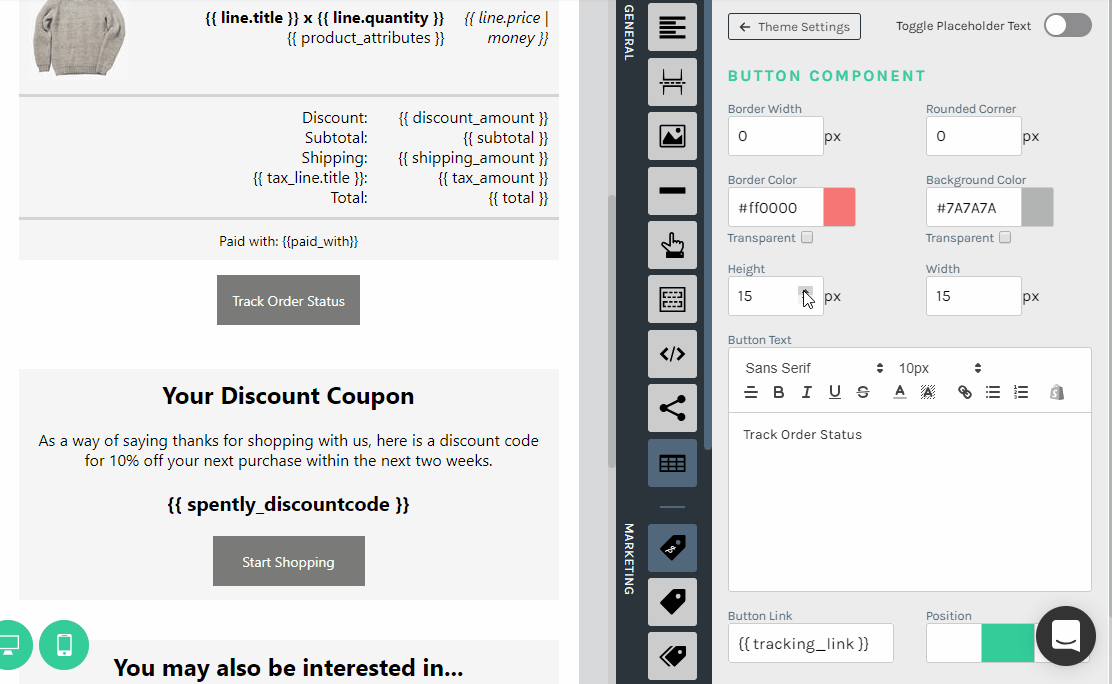 {{ line.title }} x {{ line.quantity }}
{{ product_attributes }}
{{ line.price |
money }}
Discount: {{ discount_amount }}
Subtotal: {{ subtotal }}
Shipping: {{ shipping_amount }}
{{ tax_line.title }}: {{ tax_amount }}
Total: {{ total }}
Paid with: {{paid_with}}
Track Order Status
Your Discount Coupon
As a way of saying thanks for shopping with us, here is a discount code
for 10% off your next purchase within the next two weeks.
{{ spently_discountcode }}
Start Shopping
You may also be interested in...
GENERAL
MARKETING
Theme Settings
Toggle Placeholder Text
BUTTON COMPONENT
Border Width Rounded Corner
0 px 0 px
Border Color Background Color
#ff0000 #7A7A7A
Transparent Transparent
Height Width
15 px 15 px
Button Text
Sans Serif 10px
B I U S A A
Track Order Status
Button Link Position
{{ tracking_link }}